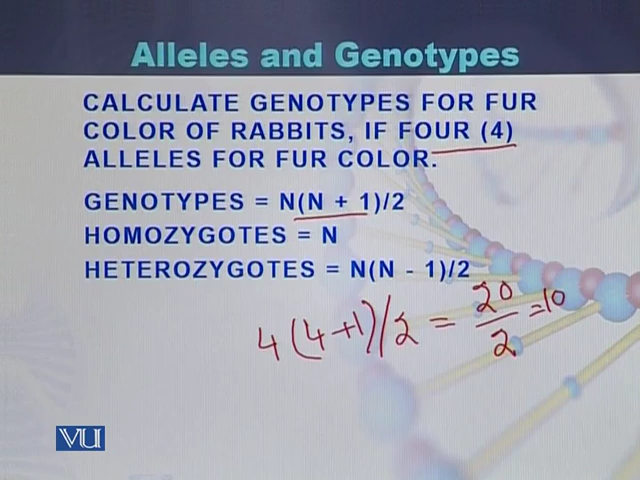 Alleles and Genotypes
CALCULATE GENOTYPES FOR FUR
COLOR OF RABBITS, IF FOUR (4)
ALLELES FOR FUR COLOR.
GENOTYPES = N(N + 1)/2
HOMOZYGOTES = N
HETEROZYGOTES = N(N - 1)/2
4(4+1)/2 = 20/2 =10
VU